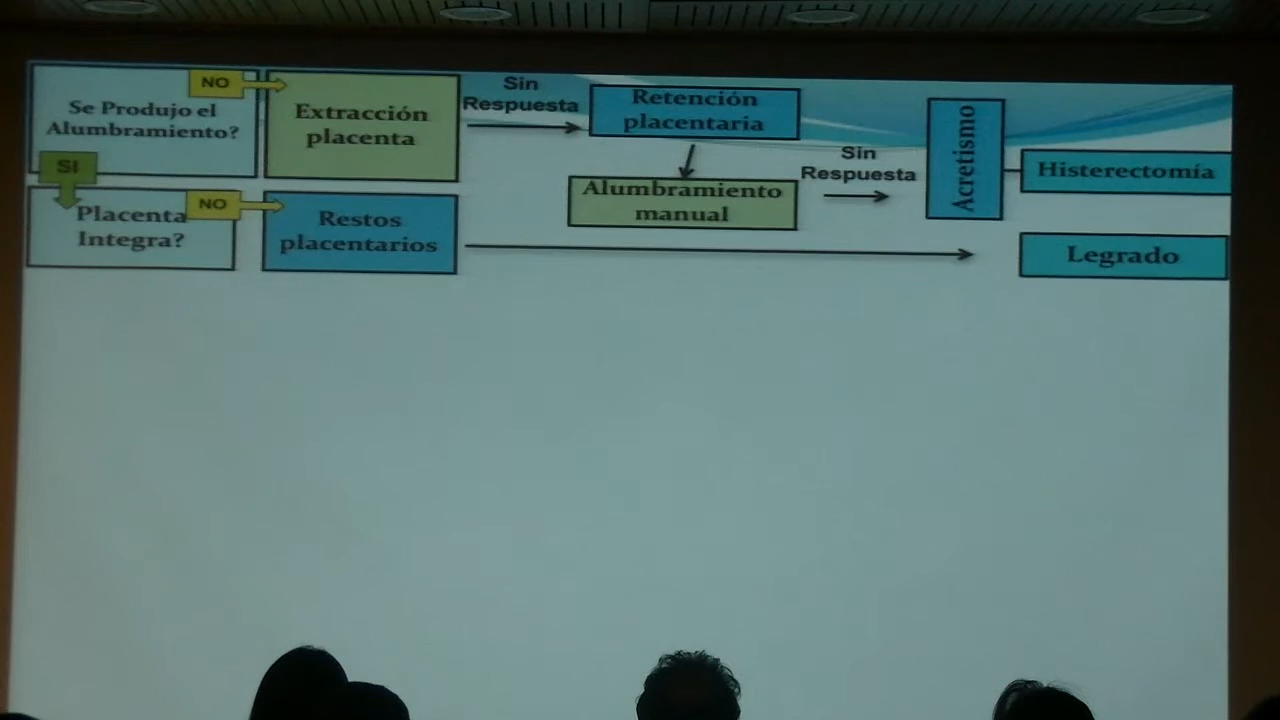 Se Produjo el
Alumbramiento?
NO
Extracción
placenta
Sin
Respuesta
Retención
placentaria
Alumbramiento
manual
Sin
Respuesta
Acretismo
Histerectomía
SI
Placenta
Integra?
NO
Restos
placentarios
Legrado